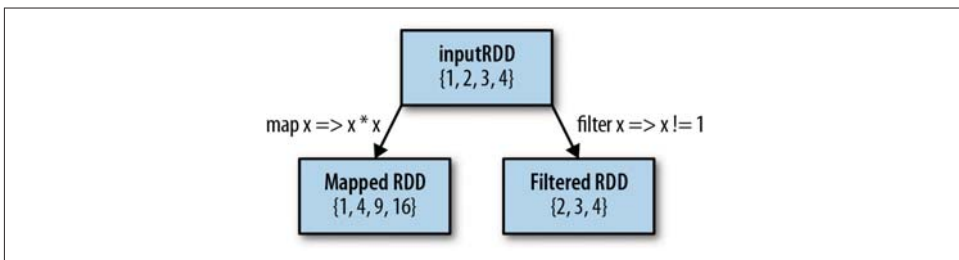 inputRDD
{1, 2, 3, 4}
map x => x * x
filter x => x != 1
Mapped RDD
{1, 4, 9, 16}
Filtered RDD
{2, 3, 4}